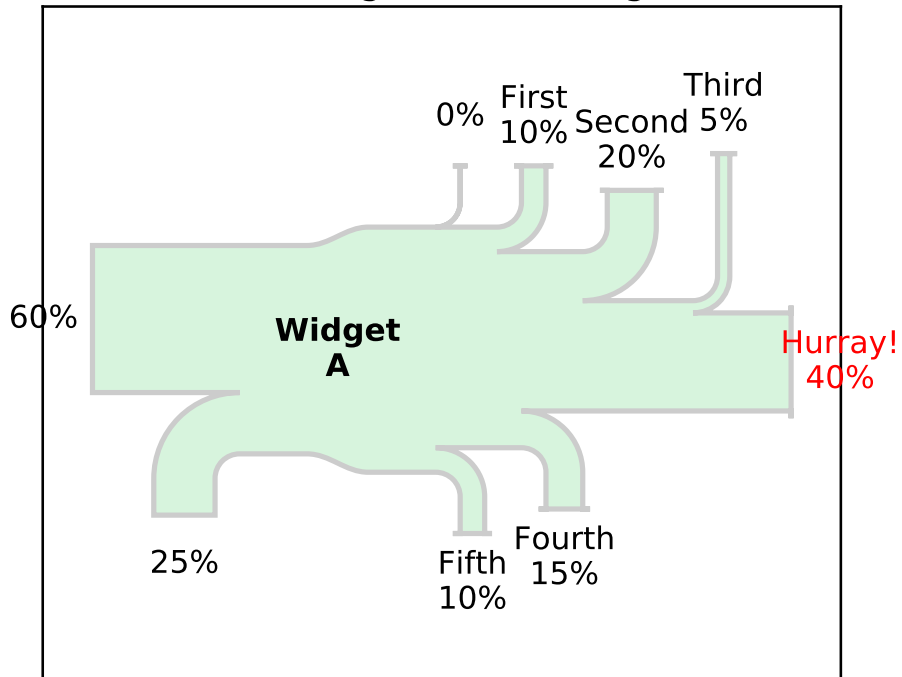 0%
First
10%
Second
20%
Third
5%
60%
Widget
A
Hurray!
40%
25%
Fifth
10%
Fourth
15%